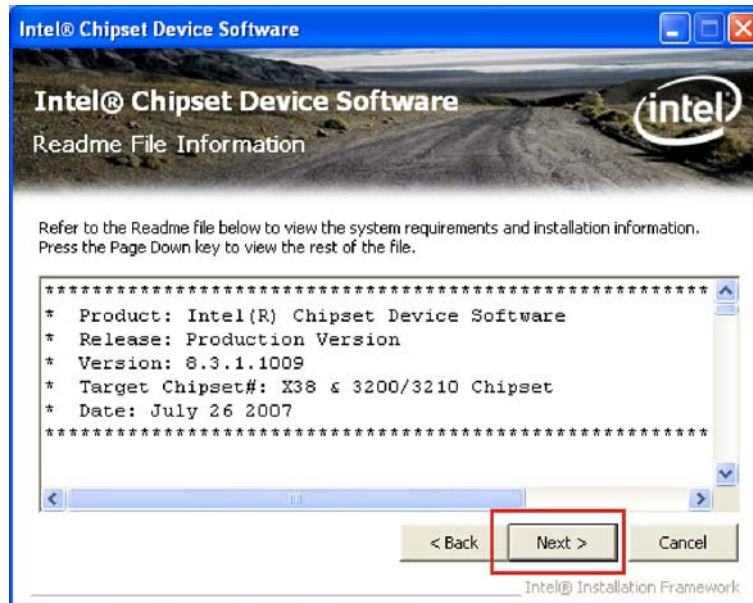 Intel® Chipset Device Software
Intel® Chipset Device Software
intel
Readme File Information
Refer to the Readme file below to view the system requirements and installation information.
Press the Page Down key to view the rest of the file.
*******************************************************
* Product: Intel(R) Chipset Device Software
* Release: Production Version
* Version: 8.3.1.1009
* Target Chipset#: X38 & 3200/3210 Chipset
* Date: July 26 2007
*******************************************************
< Back
Next >
Cancel
Intel® Installation Framework